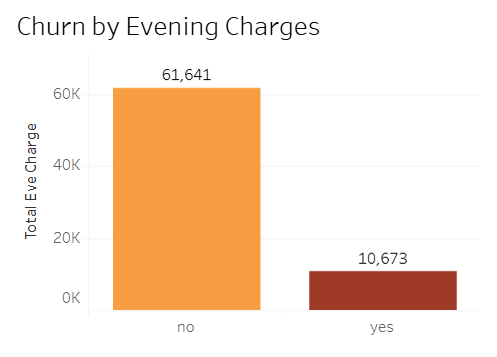 Churn by Evening Charges
61,641
60K
Total Eve Charge
40K
20K
10,673
0K
no
yes